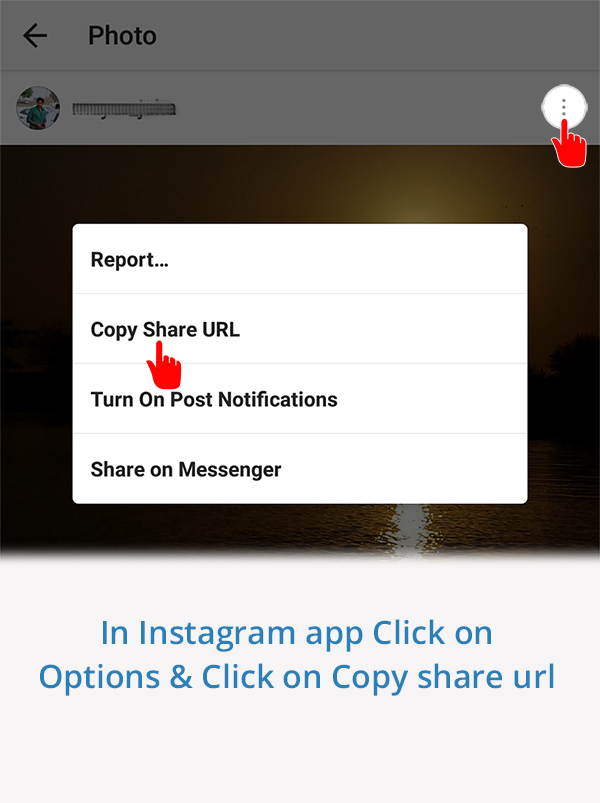 Photo
Report...
Copy Share URL
Turn On Post Notifications
Share on Messenger
In Instagram app Click on
Options & Click on Copy share url